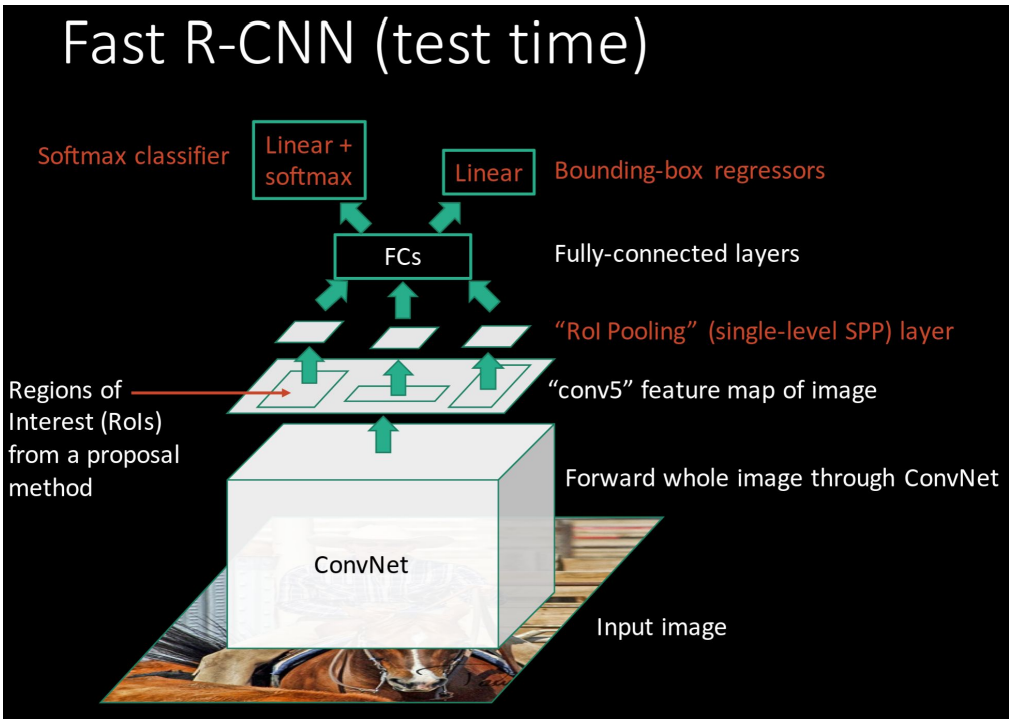 Fast R-CNN (test time)
Softmax classifier
Linear +
softmax
Linear
Bounding-box regressors
FCs
Fully-connected layers
“RoI Pooling” (single-level SPP) layer
Regions of
Interest (RoIs)
from a proposal
method
“conv5” feature map of image
Forward whole image through ConvNet
ConvNet
Input image